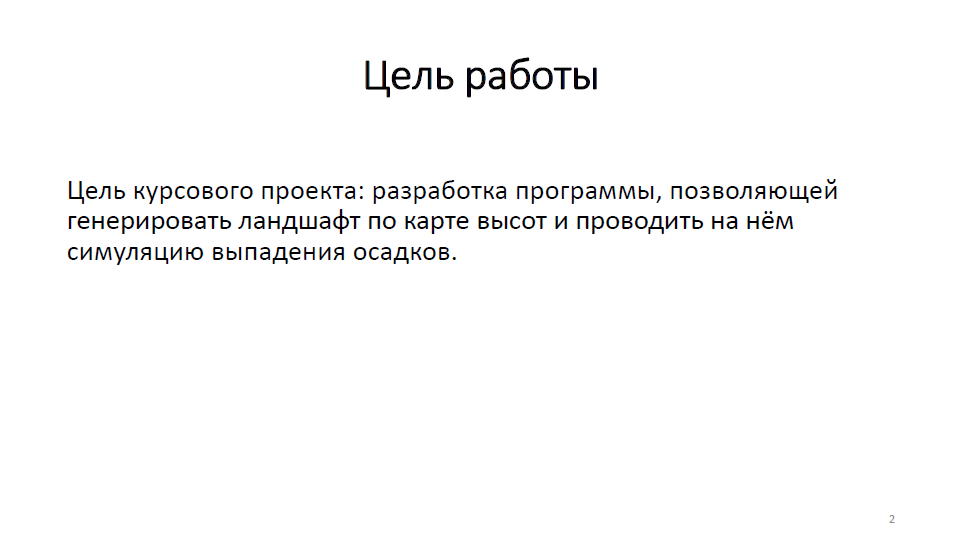 Цель работы
Цель курсового проекта: разработка программы, позволяющей
генерировать ландшафт по карте высот и проводить на нём
симуляцию выпадения осадков.
2